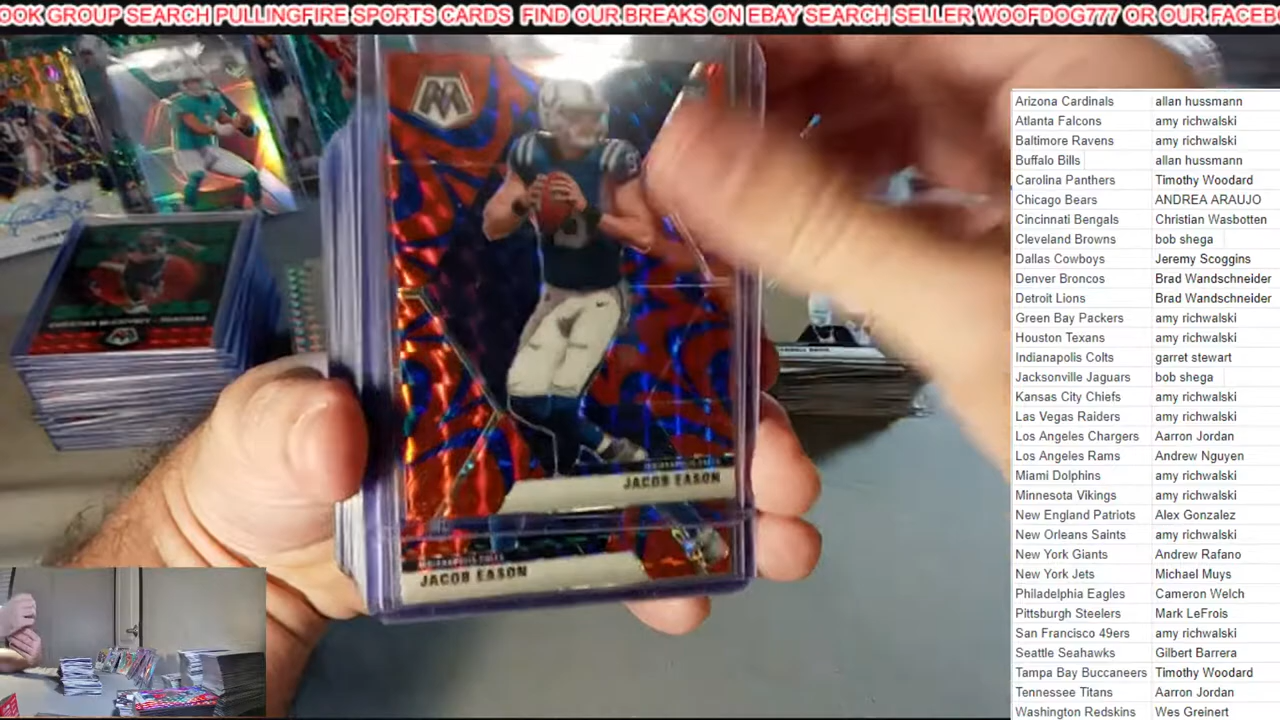 OOK GROUP SEARCH PULLINGFIRE SPORTS CARDS FIND OUR BREAKS ON EBAY SEARCH SELLER WOOFDOG777 OR OUR FACEB
Arizona Cardinals allan hussmann
Atlanta Falcons amy richwalski
Baltimore Ravens amy richwalski
Buffalo Bills allan hussmann
Carolina Panthers Timothy Woodard
Chicago Bears ANDREA ARAUJO
Cincinnati Bengals Christian Wasbotten
Cleveland Browns bob shega
Dallas Cowboys Jeremy Scoggins
Denver Broncos Brad Wandschneider
Detroit Lions Brad Wandschneider
Green Bay Packers amy richwalski
Houston Texans amy richwalski
Indianapolis Colts garret stewart
Jacksonville Jaguars bob shega
Kansas City Chiefs amy richwalski
Las Vegas Raiders amy richwalski
Los Angeles Chargers Aarron Jordan
Los Angeles Rams Andrew Nguyen
Miami Dolphins amy richwalski
Minnesota Vikings amy richwalski
New England Patriots Alex Gonzalez
New Orleans Saints amy richwalski
New York Giants Andrew Rafano
New York Jets Michael Muys
Philadelphia Eagles Cameron Welch
Pittsburgh Steelers Mark LeFrois
San Francisco 49ers amy richwalski
Seattle Seahawks Gilbert Barrera
Tampa Bay Buccaneers Timothy Woodard
Tennessee Titans Aarron Jordan
Washington Redskins Wes Greinert
INDIANAPOLIS COLTS
JACOB EASON
INDIANAPOLIS COLTS
JACOB EASON